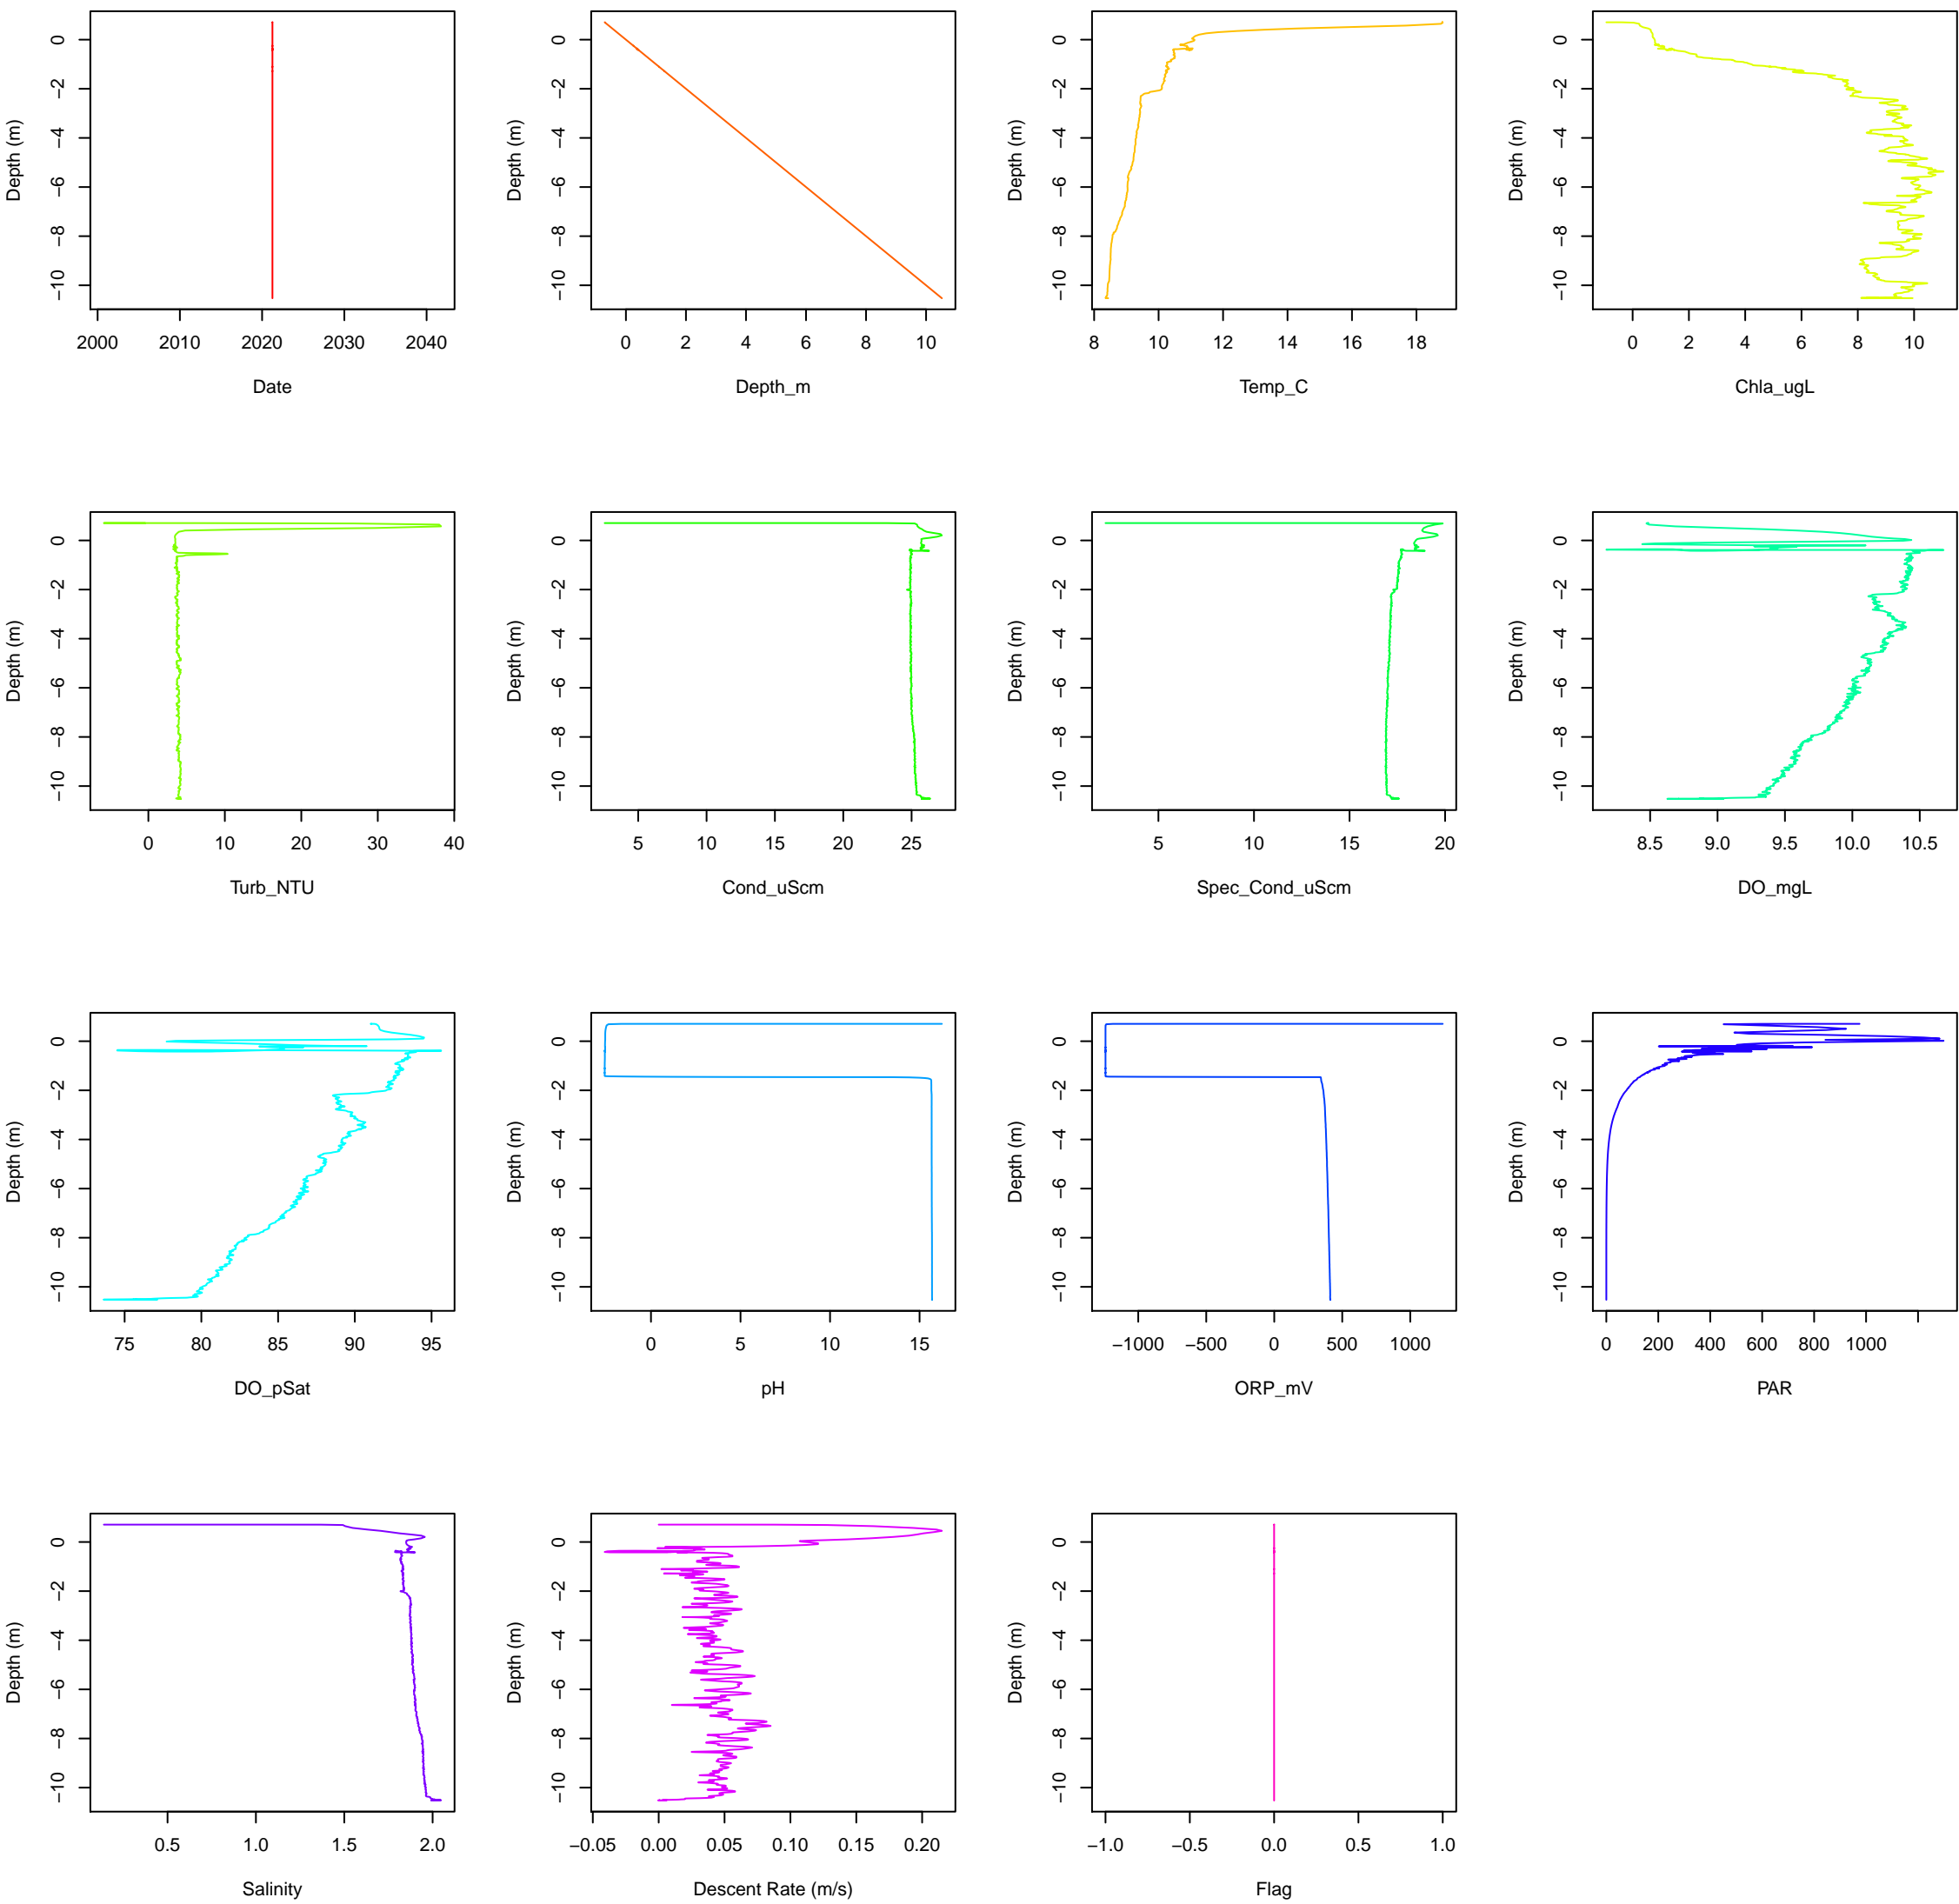 Depth (m)
0
−2
−4
−6
−8
−10
2000 2010 2020 2030 2040
Date
Depth (m)
0
−2
−4
−6
−8
−10
0 2 4 6 8 10
Depth_m
Depth (m)
0
−2
−4
−6
−8
−10
8 10 12 14 16 18
Temp_C
Depth (m)
0
−2
−4
−6
−8
−10
0 2 4 6 8 10
Chla_ugL
Depth (m)
0
−2
−4
−6
−8
−10
0 10 20 30 40
Turb_NTU
Depth (m)
0
−2
−4
−6
−8
−10
5 10 15 20 25
Cond_uScm
Depth (m)
0
−2
−4
−6
−8
−10
5 10 15 20
Spec_Cond_uScm
Depth (m)
0
−2
−4
−6
−8
−10
8.5 9.0 9.5 10.0 10.5
DO_mgL
Depth (m)
0
−2
−4
−6
−8
−10
75 80 85 90 95
DO_pSat
Depth (m)
0
−2
−4
−6
−8
−10
0 5 10 15
pH
Depth (m)
0
−2
−4
−6
−8
−10
−1000 −500 0 500 1000
ORP_mV
Depth (m)
0
−2
−4
−6
−8
−10
0 200 400 600 800 1000
PAR
Depth (m)
0
−2
−4
−6
−8
−10
0.5 1.0 1.5 2.0
Salinity
Depth (m)
0
−2
−4
−6
−8
−10
−0.05 0.00 0.05 0.10 0.15 0.20
Descent Rate (m/s)
Depth (m)
0
−2
−4
−6
−8
−10
−1.0 −0.5 0.0 0.5 1.0
Flag